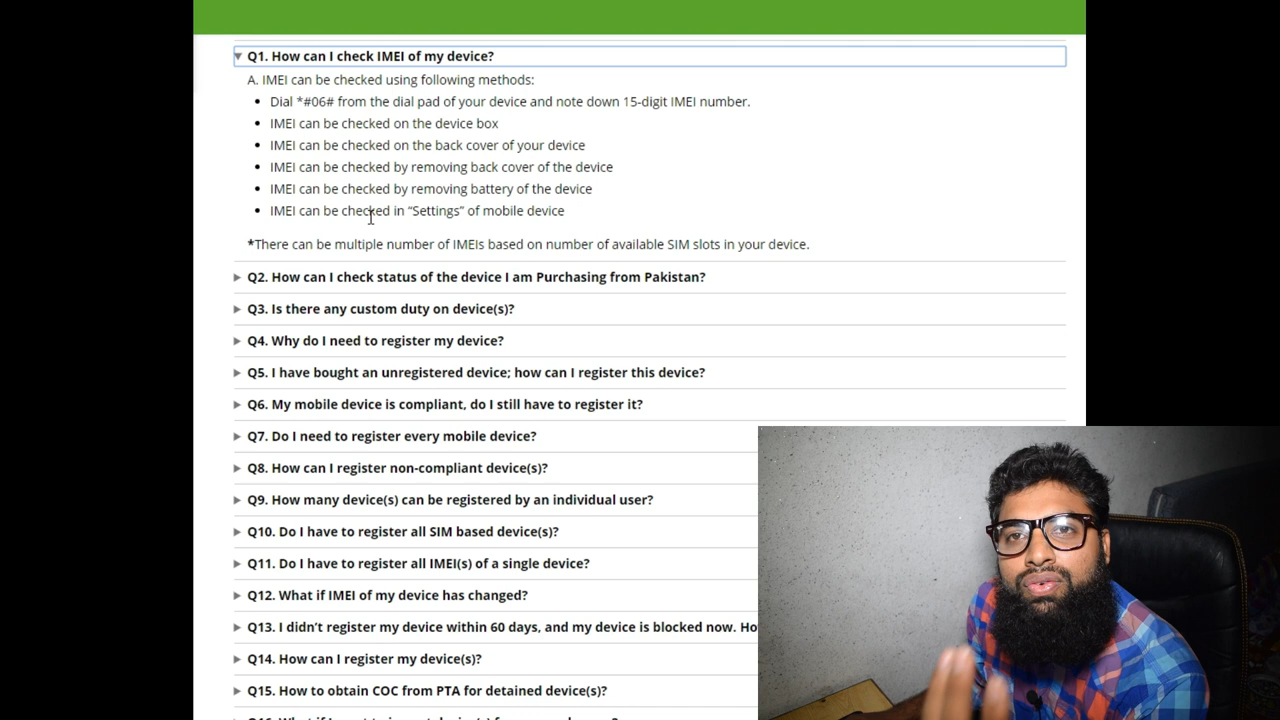 Q1. How can I check IMEI of my device?
A. IMEI can be checked using following methods:
Dial *#06# from the dial pad of your device and note down 15-digit IMEI number.
IMEI can be checked on the device box
IMEI can be checked on the back cover of your device
IMEI can be checked by removing back cover of the device
IMEI can be checked by removing battery of the device
IMEI can be checked in “Settings” of mobile device
*There can be multiple number of IMEIs based on number of available SIM slots in your device.
Q2. How can I check status of the device I am Purchasing from Pakistan?
Q3. Is there any custom duty on device(s)?
Q4. Why do I need to register my device?
Q5. I have bought an unregistered device; how can I register this device?
Q6. My mobile device is compliant, do I still have to register it?
Q7. Do I need to register every mobile device?
Q8. How can I register non-compliant device(s)?
Q9. How many device(s) can be registered by an individual user?
Q10. Do I have to register all SIM based device(s)?
Q11. Do I have to register all IMEI(s) of a single device?
Q12. What if IMEI of my device has changed?
Q13. I didn’t register my device within 60 days, and my device is blocked now. Ho
Q14. How can I register my device(s)?
Q15. How to obtain COC from PTA for detained device(s)?